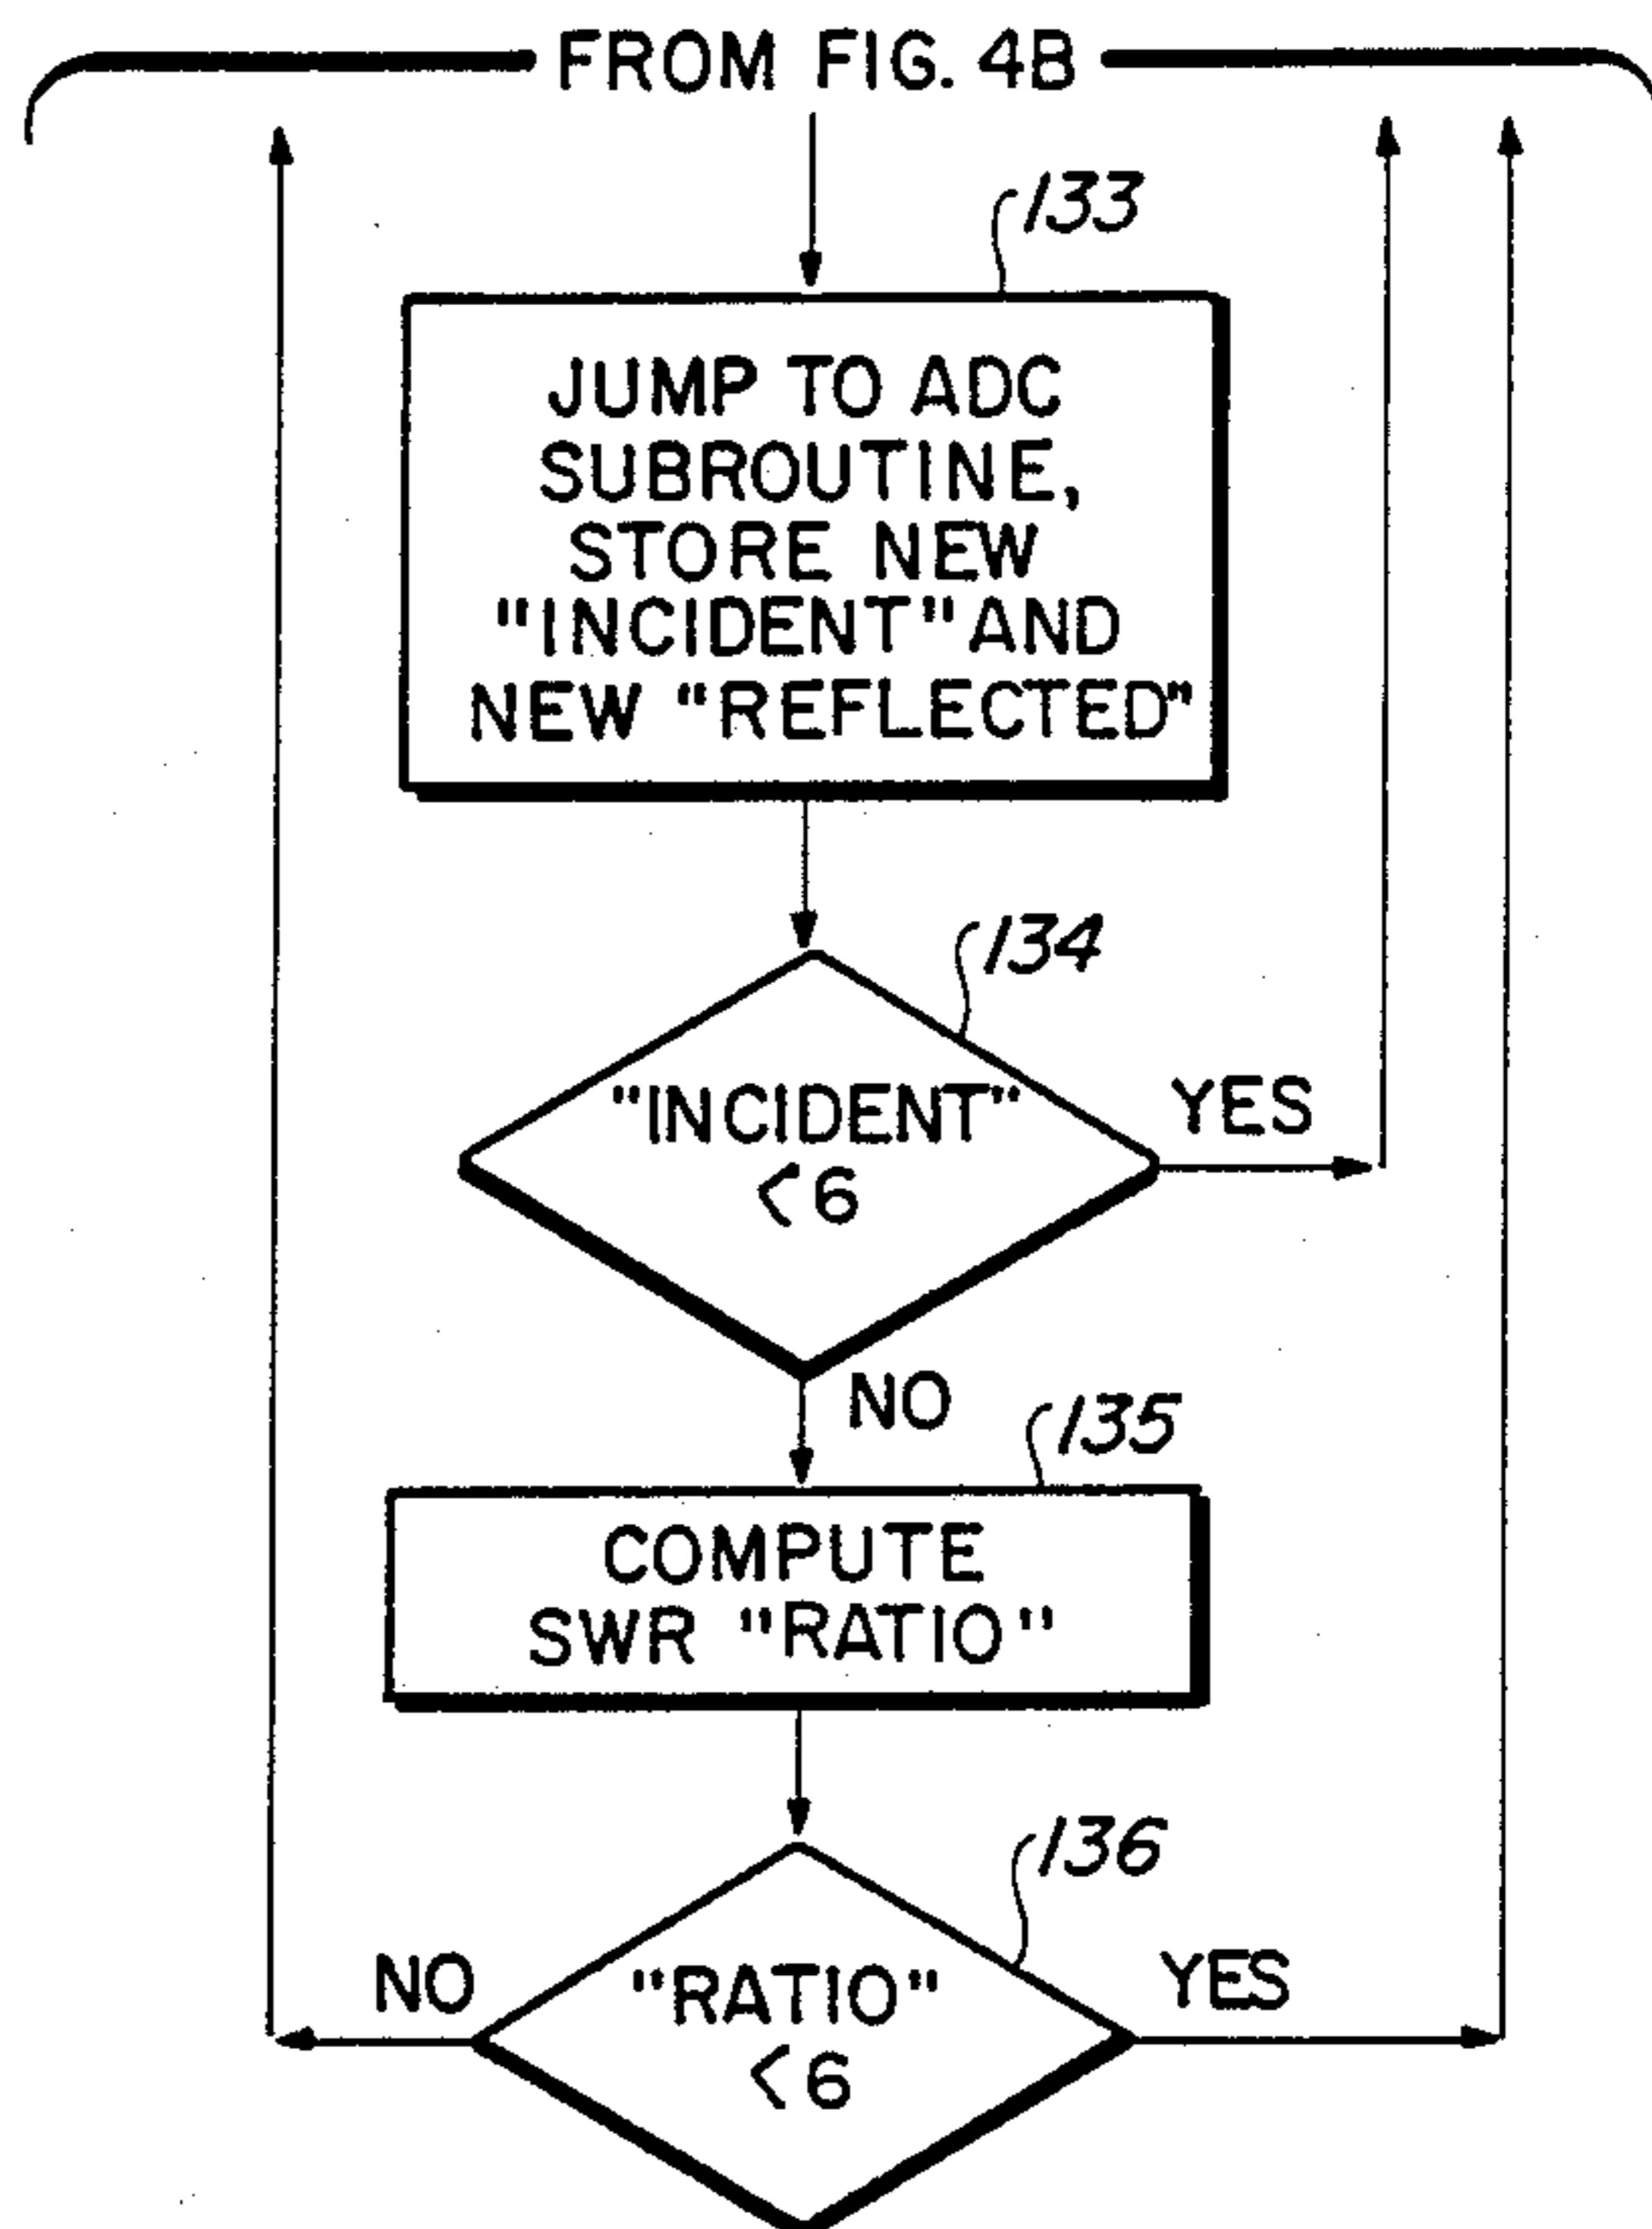 FROM FIG. 4B
133
JUMP TO ADC
SUBROUTINE,
STORE NEW
"INCIDENT" AND
NEW "REFLECTED"
134
"INCIDENT"
<6
YES
NO
135
COMPUTE
SWR "RATIO"
136
NO
"RATIO"
<6
YES